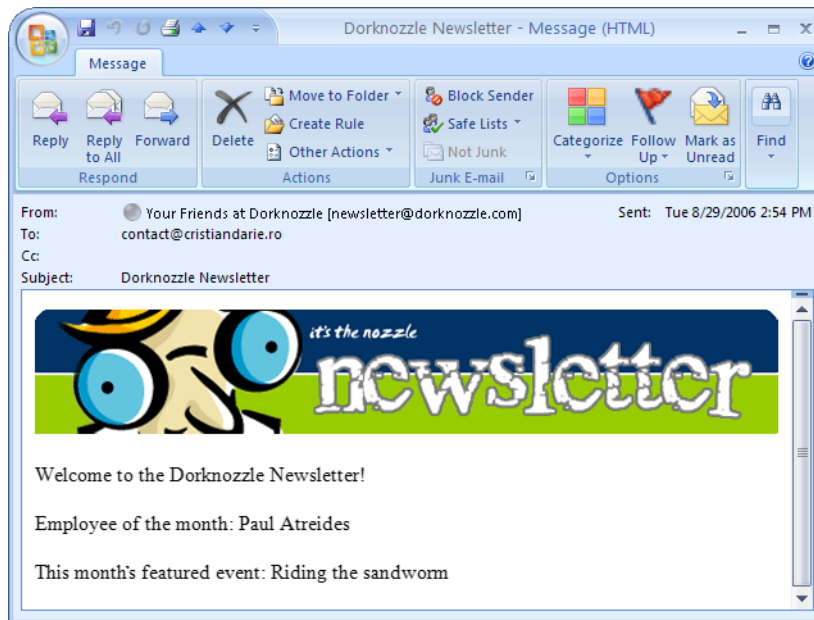 Dorknozzle Newsletter - Message (HTML)
Message
Reply
Reply to All
Forward
Respond
Delete
Move to Folder
Create Rule
Other Actions
Actions
Block Sender
Safe Lists
Not Junk
Junk E-mail
Categorize
Follow Up
Mark as Unread
Options
Find
From: Your Friends at Dorknozzle [newsletter@dorknozzle.com] Sent: Tue 8/29/2006 2:54 PM
To: contact@cristiandarie.ro
Cc:
Subject: Dorknozzle Newsletter
it's the nozzle
newsletter
Welcome to the Dorknozzle Newsletter!
Employee of the month: Paul Atreides
This month's featured event: Riding the sandworm